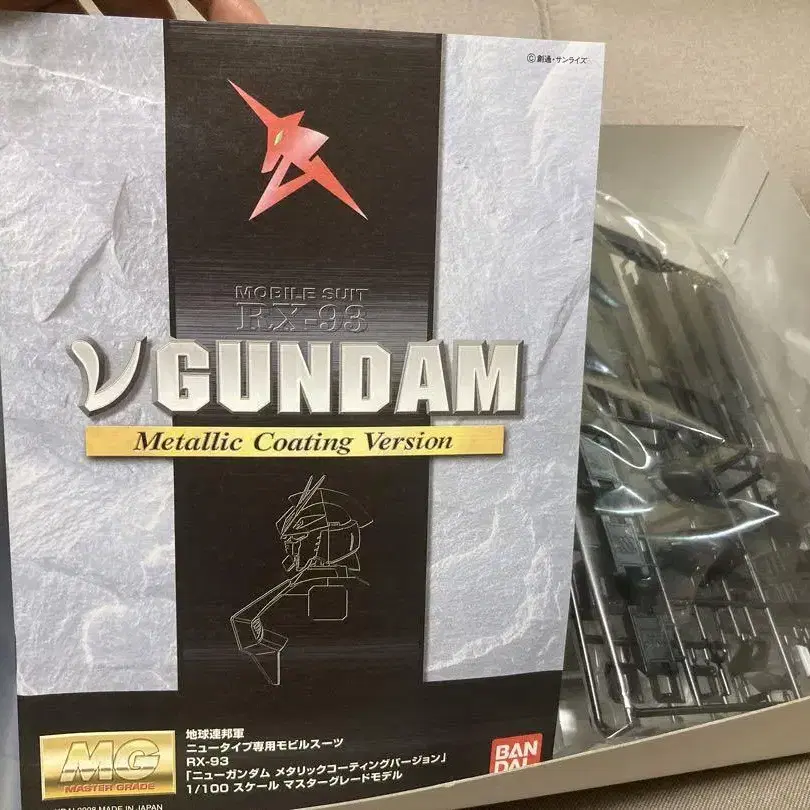 ©創通・サンライズ
MOBILE SUIT
RX-93
νGUNDAM
Metallic Coating Version
地球連邦軍
ニュータイプ専用モビルスーツ
RX-93
「ニューガンダム メタリックコーティングバージョン」
1/100 スケール マスターグレードモデル
MG
MASTER GRADE
BANDAI
MADE IN JAPAN